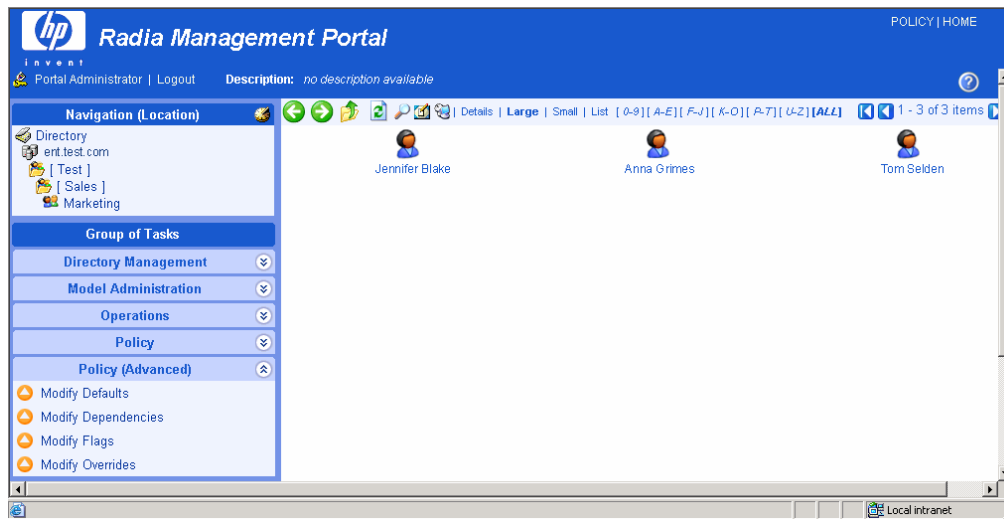 POLICY | HOME
hp
Radia Management Portal
invent
Portal Administrator | Logout Description: no description available
Navigation (Location)
Details | Large | Small | List [ 0-9 ] [ A-E ] [ F-J ] [ K-O ] [ P-T ] [ U-Z ] [ALL] 1 - 3 of 3 items
Directory
ent.test.com
[ Test ]
[ Sales ]
Marketing
Jennifer Blake
Anna Grimes
Tom Selden
Group of Tasks
Directory Management
Model Administration
Operations
Policy
Policy (Advanced)
Modify Defaults
Modify Dependencies
Modify Flags
Modify Overrides
Local intranet